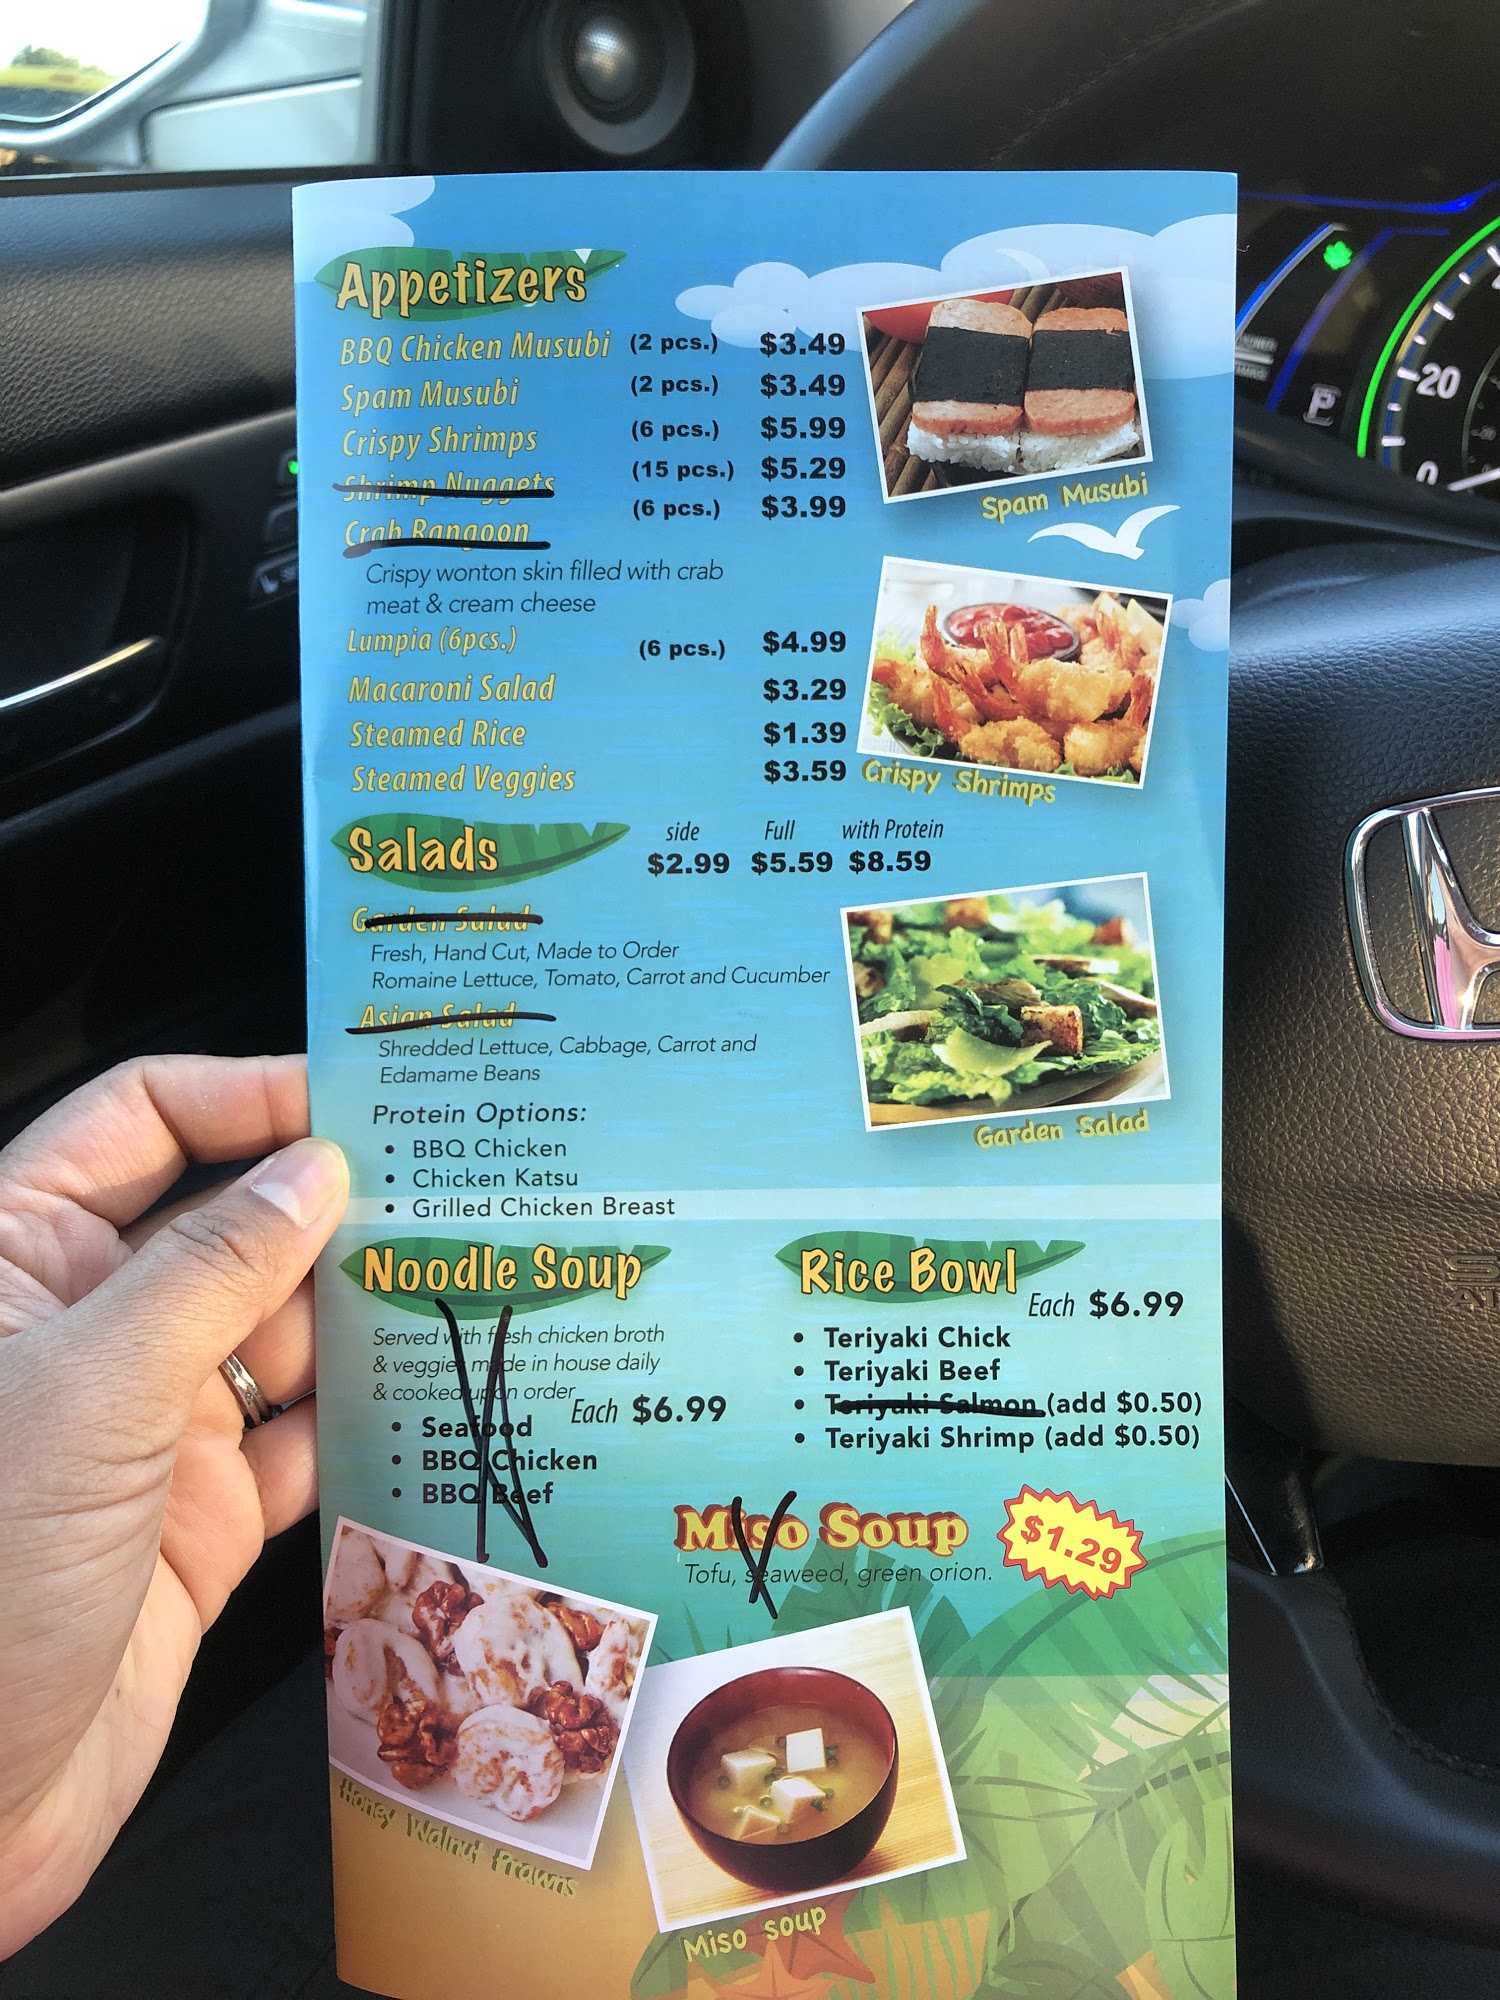 Appetizers
BBQ Chicken Musubi (2 pcs.) $3.49
Spam Musubi (2 pcs.) $3.49
Crispy Shrimps (6 pcs.) $5.99
Shrimp Nuggets (15 pcs.) $5.29
Crab Rangoon (6 pcs.) $3.99
Crispy wonton skin filled with crab
meat & cream cheese
Lumpia (6pcs.) (6 pcs.) $4.99
Macaroni Salad $3.29
Steamed Rice $1.39
Steamed Veggies $3.59
Spam Musubi
Crispy Shrimps
Salads
side Full with Protein
$2.99 $5.59 $8.59
Garden Salad
Fresh, Hand Cut, Made to Order
Romaine Lettuce, Tomato, Carrot and Cucumber
Asian Salad
Shredded Lettuce, Cabbage, Carrot and
Edamame Beans
Protein Options:
• BBQ Chicken
• Chicken Katsu
• Grilled Chicken Breast
Garden Salad
Noodle Soup
Served with fresh chicken broth
& veggies made in house daily
& cooked upon order
Each $6.99
• Seafood
• BBQ Chicken
• BBQ Beef
Rice Bowl
Each $6.99
• Teriyaki Chick
• Teriyaki Beef
• Teriyaki Salmon (add $0.50)
• Teriyaki Shrimp (add $0.50)
Miso Soup
$1.29
Tofu, seaweed, green orion.
Honey Walnut Prawns
Miso soup
20
0
P